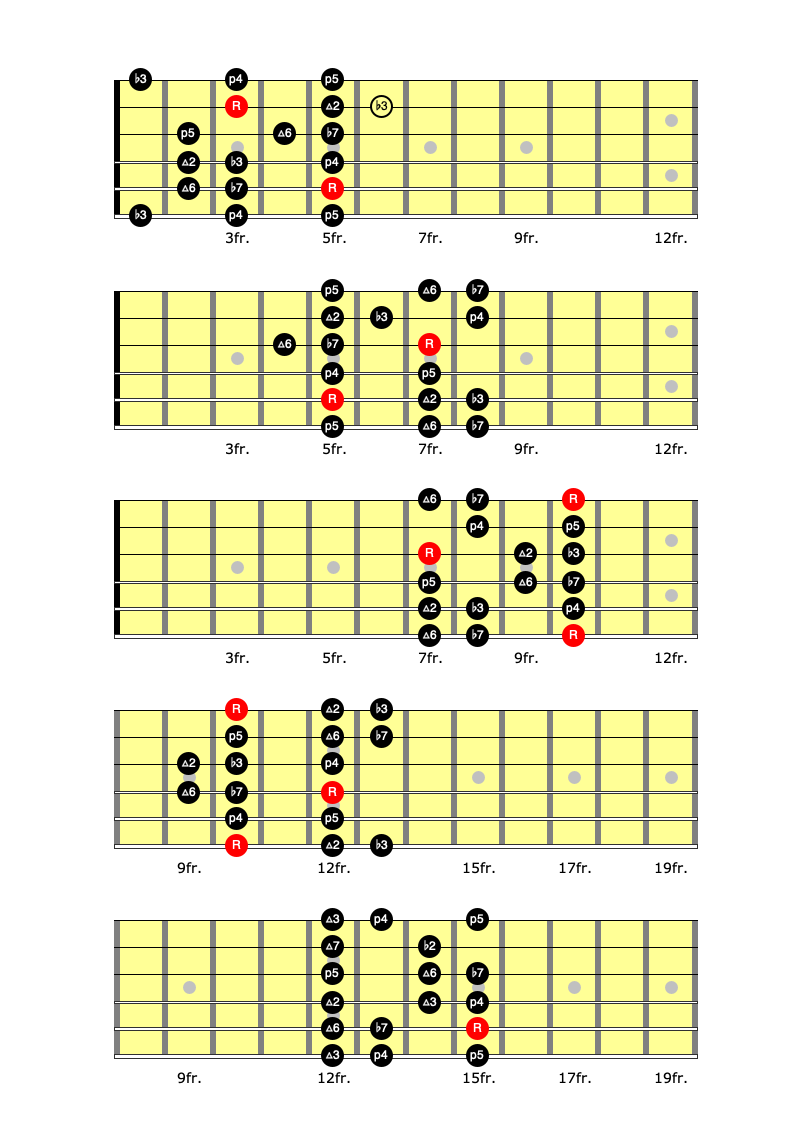 ♭3 p4 p5
R △2 ♭3
p5 △6 ♭7
△2 ♭3 p4
△6 ♭7 R
♭3 p4 p5
3fr. 5fr. 7fr. 9fr. 12fr.
p5 △6 ♭7
△2 ♭3 p4
△6 ♭7 R
p4 p5
R △2 ♭3
p5 △6 ♭7
3fr. 5fr. 7fr. 9fr. 12fr.
△6 ♭7 R
p4 p5
R △2 ♭3
p5 △6 ♭7
△2 ♭3 p4
△6 ♭7 R
3fr. 5fr. 7fr. 9fr. 12fr.
R △2 ♭3
p5 △6 ♭7
△2 ♭3 p4
△6 ♭7 R
p4 p5
R △2 ♭3
9fr. 12fr. 15fr. 17fr. 19fr.
△3 p4 p5
△7 ♭2
p5 △6 ♭7
△2 △3 p4
△6 ♭7 R
△3 p4 p5
9fr. 12fr. 15fr. 17fr. 19fr.